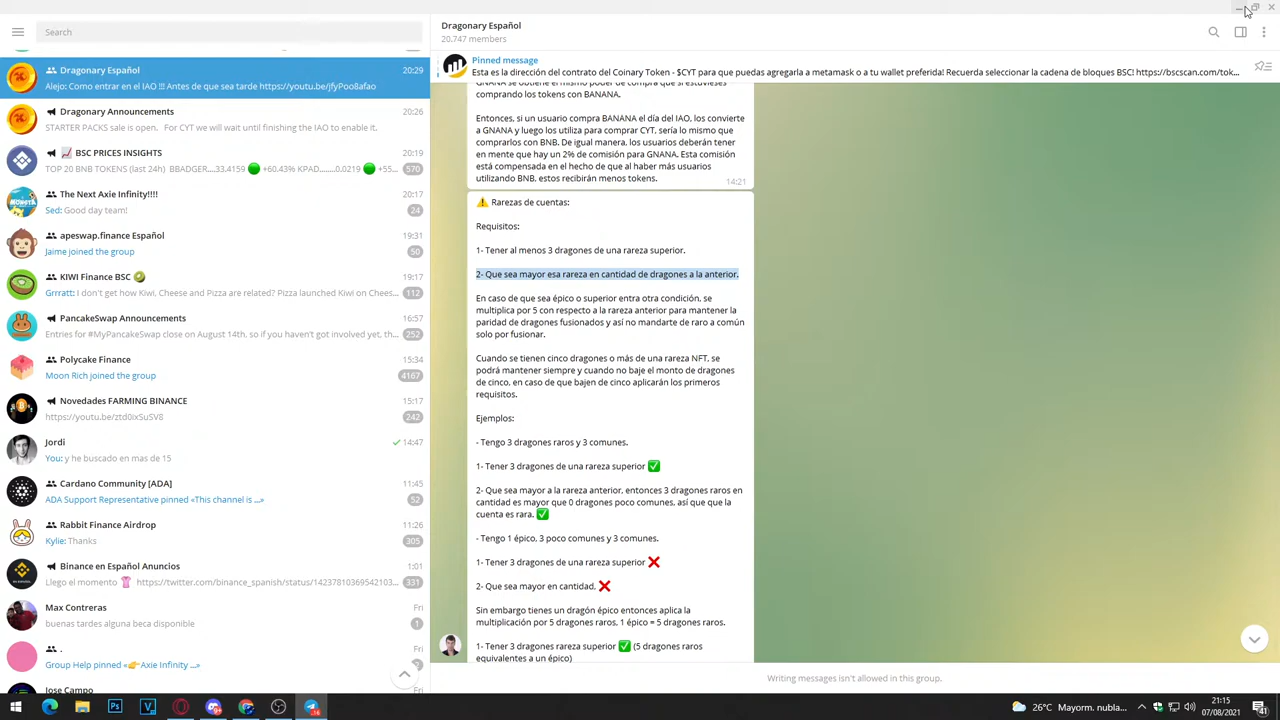 Search
Dragonary Español
20:29
Alejo: Como entrar en el IAO !!! Antes de que sea tarde https://youtu.be/jfyPoo8afao
Dragonary Announcements
20:26
STARTER PACKS sale is open. For CYT we will wait until finishing the IAO to enable it.
BSC PRICES INSIGHTS
20:19
TOP 20 BNB TOKENS (last 24h) BBADGER....33,4159 +60.43% KPAD........0.0219 +55...
570
The Next Axie Infinity!!!!
20:17
Sed: Good day team!
24
apeswap.finance Español
19:31
Jaime joined the group
50
KIWI Finance BSC
19:17
Grrratt: I don't get how Kiwi, Cheese and Pizza are related? Pizza launched Kiwi on Chees...
112
PancakeSwap Announcements
16:57
Entries for #MyPancakeSwap close on August 14th, so if you haven't got involved yet, th...
252
Polycake Finance
15:34
Moon Rich joined the group
4167
Novedades FARMING BINANCE
15:17
https://youtu.be/ztd0ixSuSV8
242
Jordi
14:47
You: y he buscado en mas de 15
Cardano Community [ADA]
11:45
ADA Support Representative pinned «This channel is ...»
52
Rabbit Finance Airdrop
11:26
Kylie: Thanks
305
Binance en Español Anuncios
1:01
Llego el momento https://twitter.com/binance_spanish/status/14237810369542103...
331
Max Contreras
Fri
buenas tardes alguna beca disponible
1
.
Fri
Group Help pinned «👉Axie Infinity ...»
Jose Campo
Fri
Dragonary Español
20.747 members
Pinned message
Esta es la dirección del contrato del Coinary Token - $CYT para que puedas agregarla a metamask o a tu wallet preferida! Recuerda seleccionar la cadena de bloques BSC! https://bscscan.com/tok...
comprando los tokens con BANANA.
Entonces, si un usuario compra BANANA el día del IAO, los convierte
a GNANA y luego los utiliza para comprar CYT, sería lo mismo que
comprarlos con BNB. De igual manera, los usuarios deberán tener
en mente que hay un 2% de comisión para GNANA. Esta comisión
está compensada en el hecho de que al haber más usuarios
utilizando BNB, estos recibirán menos tokens.
14:21
⚠️ Rarezas de cuentas:
Requisitos:
1- Tener al menos 3 dragones de una rareza superior.
2- Que sea mayor esa rareza en cantidad de dragones a la anterior.
En caso de que sea épico o superior entra otra condición, se
multiplica por 5 con respecto a la rareza anterior para mantener la
paridad de dragones fusionados y así no mandarte de raro a común
solo por fusionar.
Cuando se tienen cinco dragones o más de una rareza NFT, se
podrá mantener siempre y cuando no baje el monto de dragones
de cinco, en caso de que bajen de cinco aplicarán los primeros
requisitos.
Ejemplos:
- Tengo 3 dragones raros y 3 comunes.
1- Tener 3 dragones de una rareza superior ✅
2- Que sea mayor a la rareza anterior, entonces 3 dragones raros en
cantidad es mayor que 0 dragones poco comunes, así que que la
cuenta es rara. ✅
- Tengo 1 épico, 3 poco comunes y 3 comunes.
1- Tener 3 dragones de una rareza superior ❌
2- Que sea mayor en cantidad, ❌
Sin embargo tienes un dragón épico entonces aplica la
multiplicación por 5 dragones raros, 1 épico = 5 dragones raros.
1- Tener 3 dragones rareza superior ✅ (5 dragones raros
equivalentes a un épico)
Writing messages isn't allowed in this group.
26°C Mayorm. nubla...
21:15
07/08/2021
41